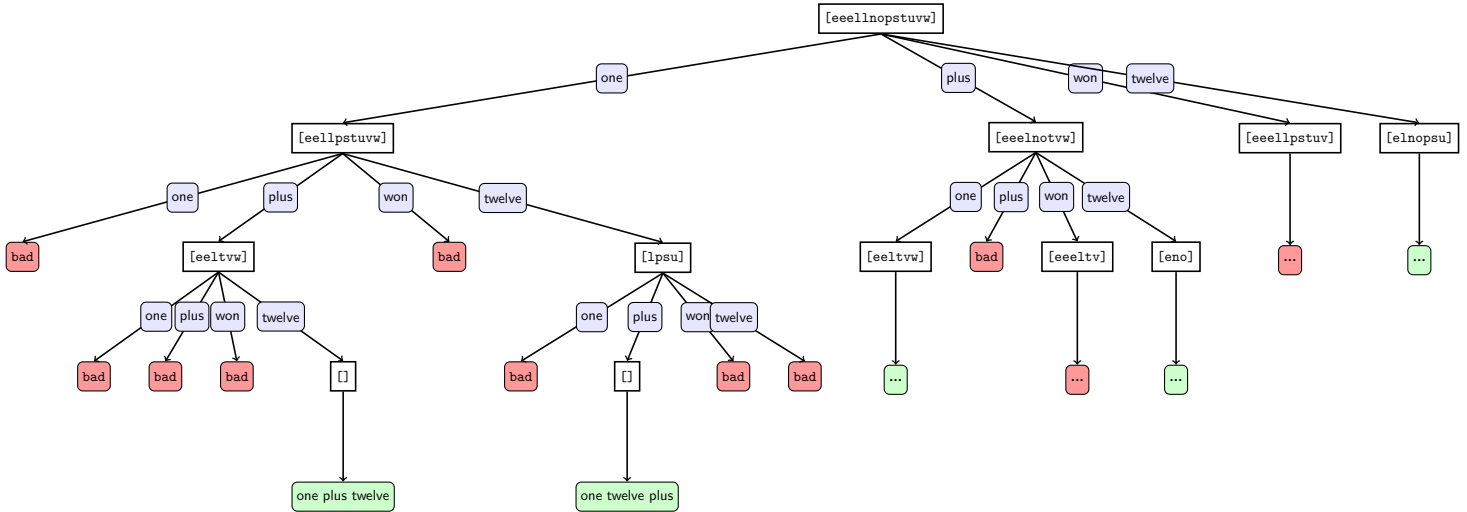 [eeellnopstuvw]
one plus won twelve
[eellpstuvw] [eeelnotvw] [eeellpstuv] [elnopsu]
one plus won twelve one plus won twelve
bad [eeltvw] bad [lpsu] [eeltvw] bad [eeeltv] [eno] ... ...
one plus won twelve one plus won twelve
bad bad bad [] bad [] bad bad ... ... ...
one plus twelve one twelve plus